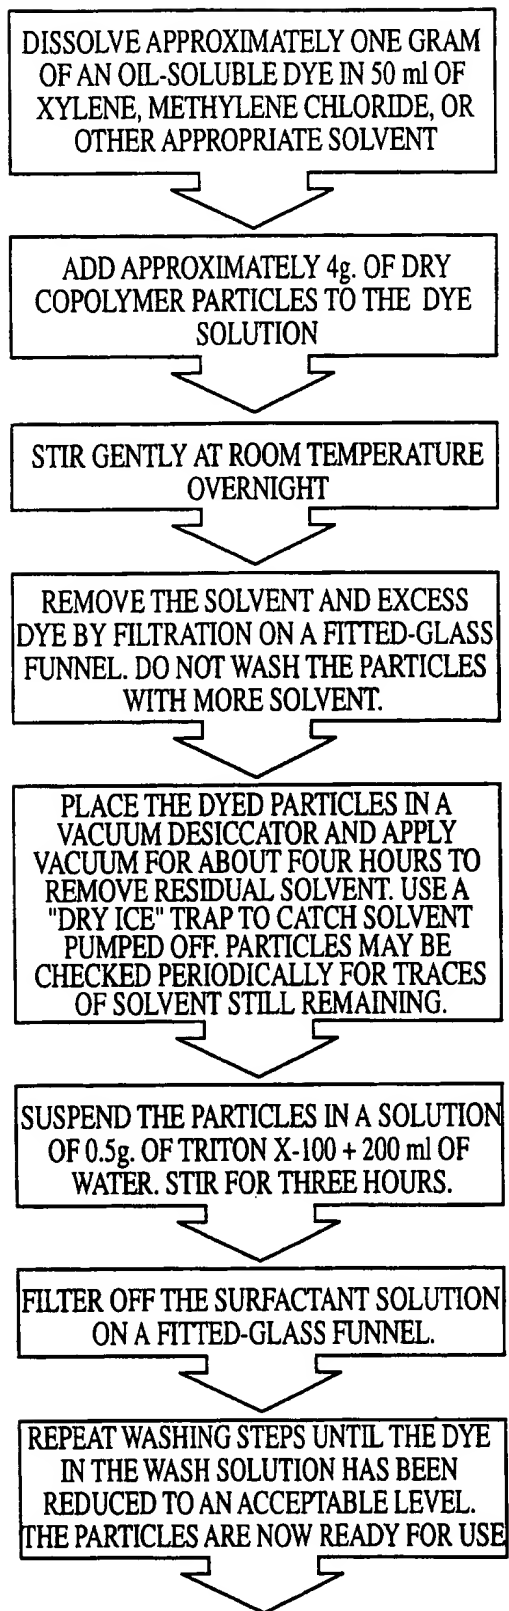 DISSOLVE APPROXIMATELY ONE GRAM
OF AN OIL-SOLUBLE DYE IN 50 ml OF
XYLENE, METHYLENE CHLORIDE, OR
OTHER APPROPRIATE SOLVENT
ADD APPROXIMATELY 4g. OF DRY
COPOLYMER PARTICLES TO THE DYE
SOLUTION
STIR GENTLY AT ROOM TEMPERATURE
OVERNIGHT
REMOVE THE SOLVENT AND EXCESS
DYE BY FILTRATION ON A FITTED-GLASS
FUNNEL. DO NOT WASH THE PARTICLES
WITH MORE SOLVENT.
PLACE THE DYED PARTICLES IN A
VACUUM DESICCATOR AND APPLY
VACUUM FOR ABOUT FOUR HOURS TO
REMOVE RESIDUAL SOLVENT. USE A
"DRY ICE" TRAP TO CATCH SOLVENT
PUMPED OFF. PARTICLES MAY BE
CHECKED PERIODICALLY FOR TRACES
OF SOLVENT STILL REMAINING.
SUSPEND THE PARTICLES IN A SOLUTION
OF 0.5g. OF TRITON X-100 + 200 ml OF
WATER. STIR FOR THREE HOURS.
FILTER OFF THE SURFACTANT SOLUTION
ON A FITTED-GLASS FUNNEL.
REPEAT WASHING STEPS UNTIL THE DYE
IN THE WASH SOLUTION HAS BEEN
REDUCED TO AN ACCEPTABLE LEVEL.
THE PARTICLES ARE NOW READY FOR USE